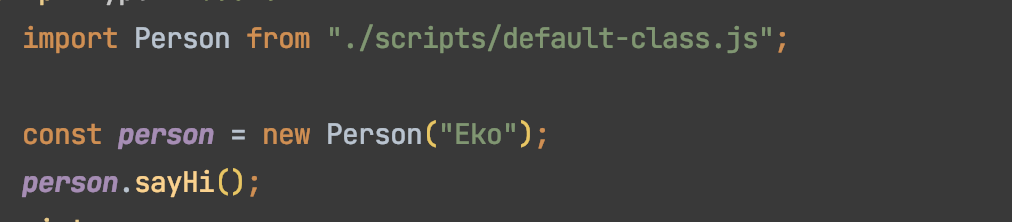 import Person from "./scripts/default-class.js";
const person = new Person("Eko");
person.sayHi();